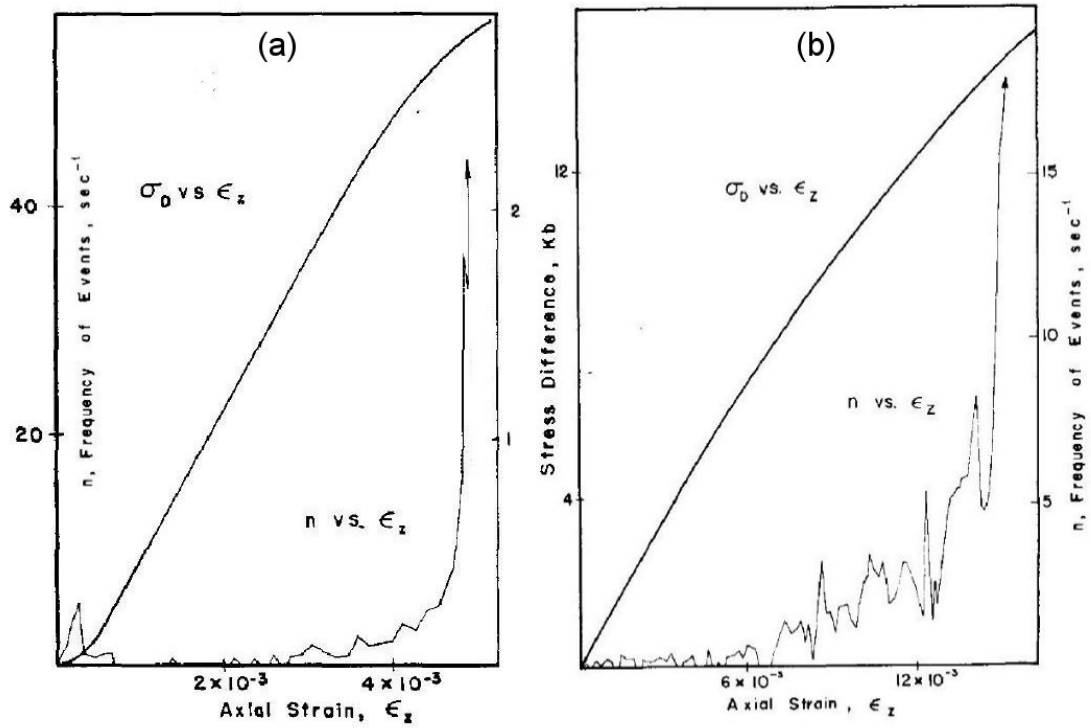 (a)
σD vs ϵz
n vs. ϵz
40
20
n, Frequency of Events, sec⁻¹
2
1
2×10⁻³
4×10⁻³
Axial Strain, ϵz
(b)
σD vs. ϵz
n vs. ϵz
12
4
Stress Difference, Kb
15
10
5
n, Frequency of Events, sec⁻¹
6×10⁻³
12×10⁻³
Axial Strain, ϵz